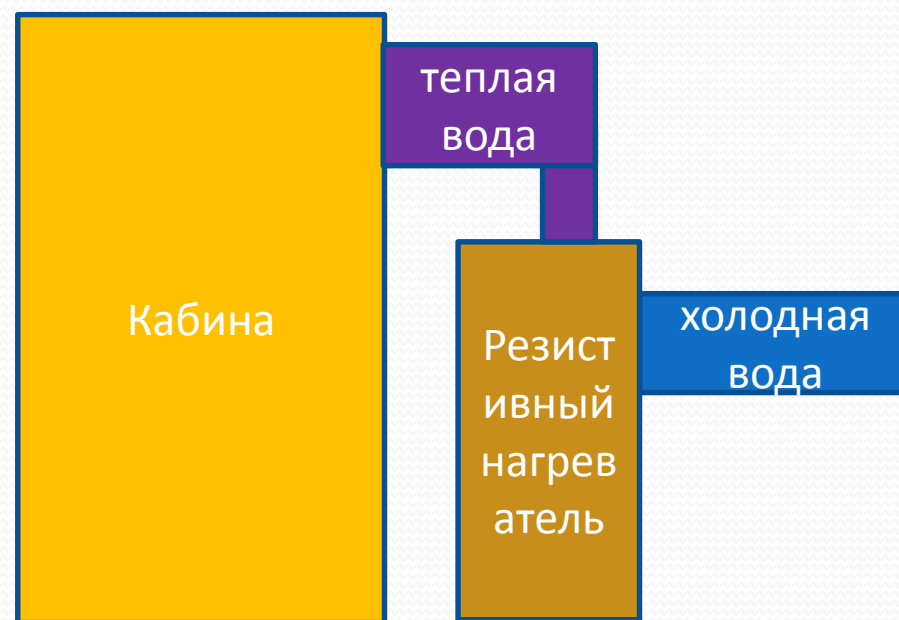 теплая
вода
Кабина
холодная
вода
Резист
ивный
нагрев
атель